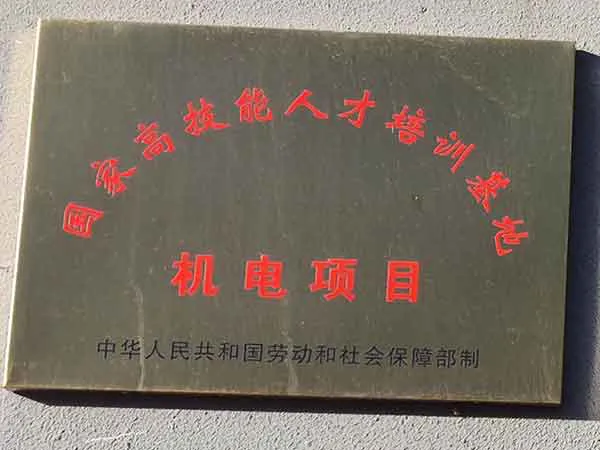 国家高技能人才培训基地
机电项目
中华人民共和国劳动和社会保障部制